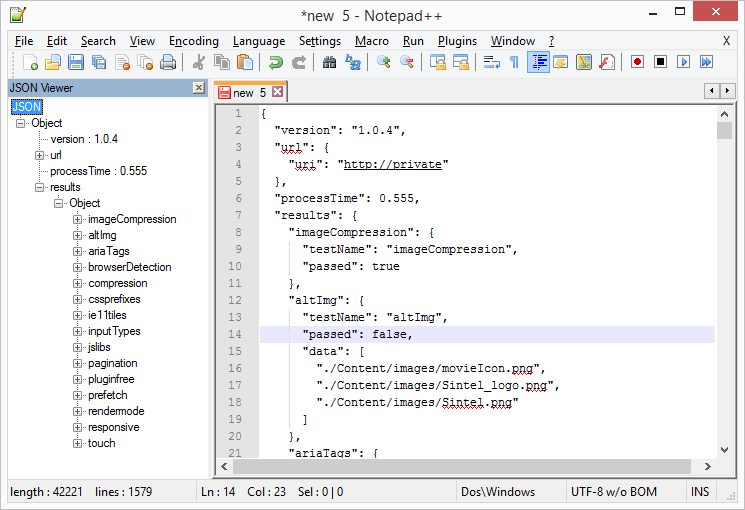 *new 5 - Notepad++
File Edit Search View Encoding Language Settings Macro Run Plugins Window ? X
JSON Viewer
JSON
Object
version : 1.0.4
url
processTime : 0.555
results
Object
imageCompression
altImg
ariaTags
browserDetection
compression
cssprefixes
ie11tiles
inputTypes
jslibs
pagination
pluginfree
prefetch
rendermode
responsive
touch
new 5
1 {
2 "version": "1.0.4",
3 "url": {
4 "uri": "http://private"
5 },
6 "processTime": 0.555,
7 "results": {
8 "imageCompression": {
9 "testName": "imageCompression",
10 "passed": true
11 },
12 "altImg": {
13 "testName": "altImg",
14 "passed": false,
15 "data": [
16 "./Content/images/movieIcon.png",
17 "./Content/images/Sintel_logo.png",
18 "./Content/images/Sintel.png"
19 ]
20 },
21 "ariaTags": {
length : 42221 lines : 1579 Ln : 14 Col : 23 Sel : 0 | 0 Dos\Windows UTF-8 w/o BOM INS